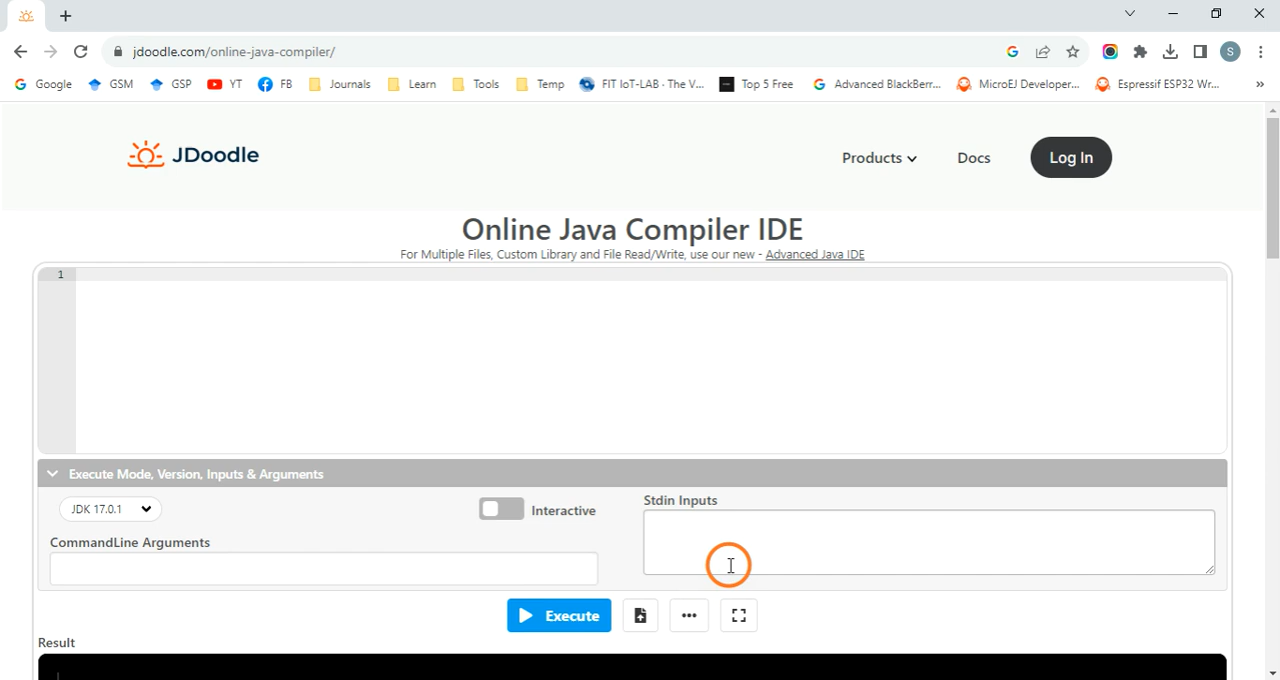 jdoodle.com/online-java-compiler/
S
Google GSM GSP YT FB Journals Learn Tools Temp FIT IoT-LAB - The V... Top 5 Free Advanced BlackBerr... MicroEJ Developer... Espressif ESP32 Wr... »
JDoodle
Products Docs Log In
Online Java Compiler IDE
For Multiple Files, Custom Library and File Read/Write, use our new - Advanced Java IDE
1
Execute Mode, Version, Inputs & Arguments
JDK 17.0.1 Interactive Stdin Inputs
CommandLine Arguments
Execute
Result